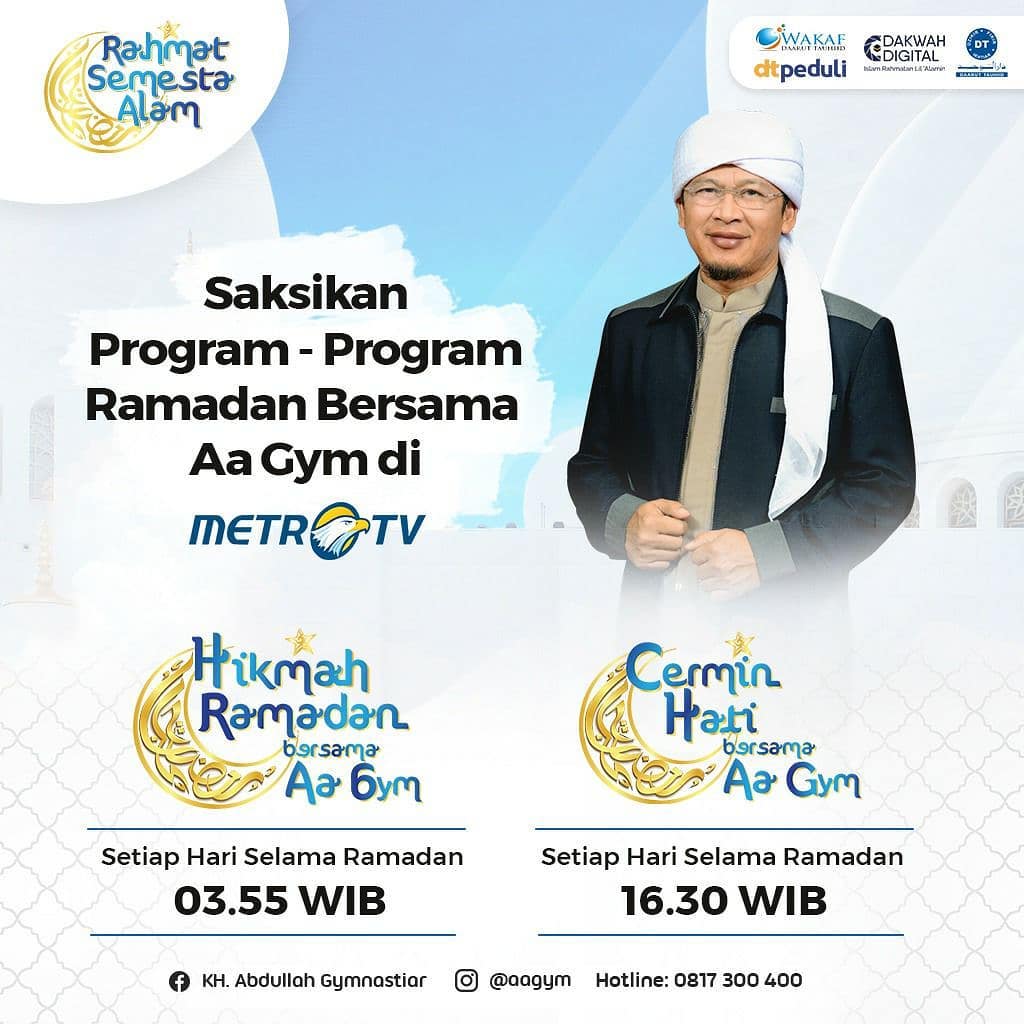 Rahmat
Semesta
Alam
WAKAF
DAARUT TAUHIID
DAKWAH
DIGITAL
Islam Rahmatan Lil 'Alamin
dtpeduli
DT
DAARUT TAUHIID
Saksikan
Program - Program
Ramadan Bersama
Aa Gym di
METRO TV
Hikmah
Ramadan
bersama
Aa Gym
Cermin
Hati
bersama
Aa Gym
Setiap Hari Selama Ramadan
03.55 WIB
Setiap Hari Selama Ramadan
16.30 WIB
KH. Abdullah Gymnastiar @aagym Hotline: 0817 300 400